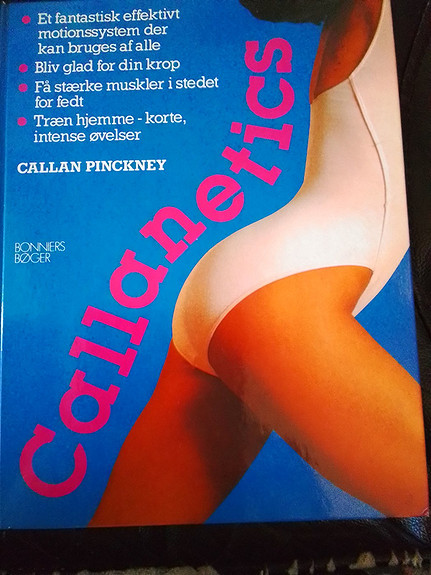 Et fantastisk effektivt
motionssystem der
kan bruges af alle
Bliv glad for din krop
Få stærke muskler i stedet
for fedt
Træn hjemme - korte,
intense øvelser
CALLAN PINCKNEY
Callanetics
BONNIERS
BØGER